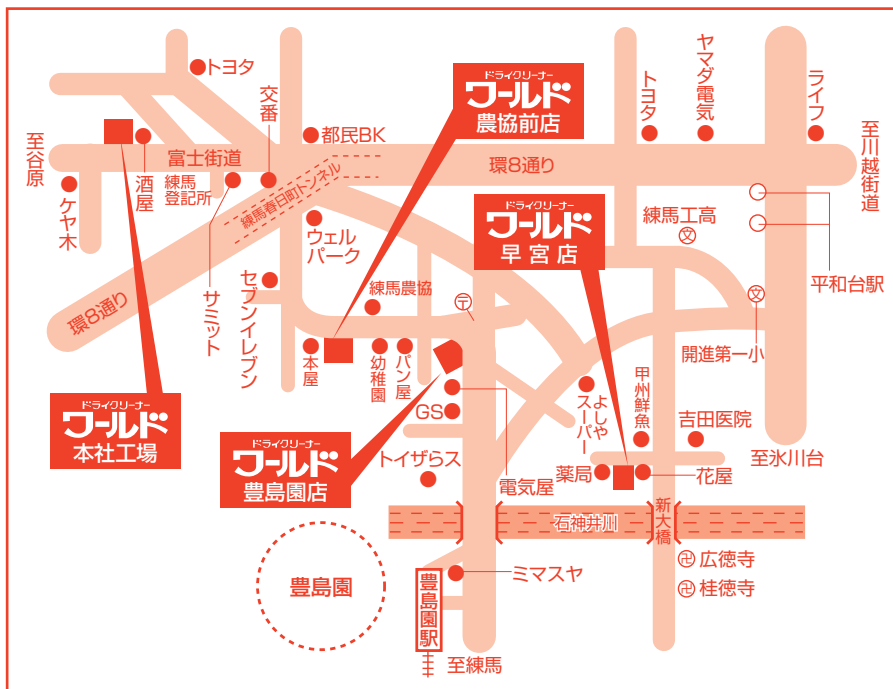 トヨタ
交番
都民BK
ドライクリーナー
ワールド
農協前店
トヨタ
ヤマダ電気
ライフ
至谷原
富士街道
環8通り
至川越街道
酒屋
練馬
登記所
練馬春日町トンネル
ケヤ木
ウェル
パーク
ドライクリーナー
ワールド
早宮店
練馬工高
文
平和台駅
環8通り
サミット
セブンイレブン
練馬農協
〒
文
開進第一小
本屋
幼稚園
パン屋
ドライクリーナー
ワールド
本社工場
GS
よしや
スーパー
甲州鮮魚
吉田医院
ドライクリーナー
ワールド
豊島園店
トイザらス
電気屋
薬局
花屋
至氷川台
石神井川
新大橋
豊島園
豊島園駅
ミマスヤ
卍広徳寺
卍桂徳寺
至練馬